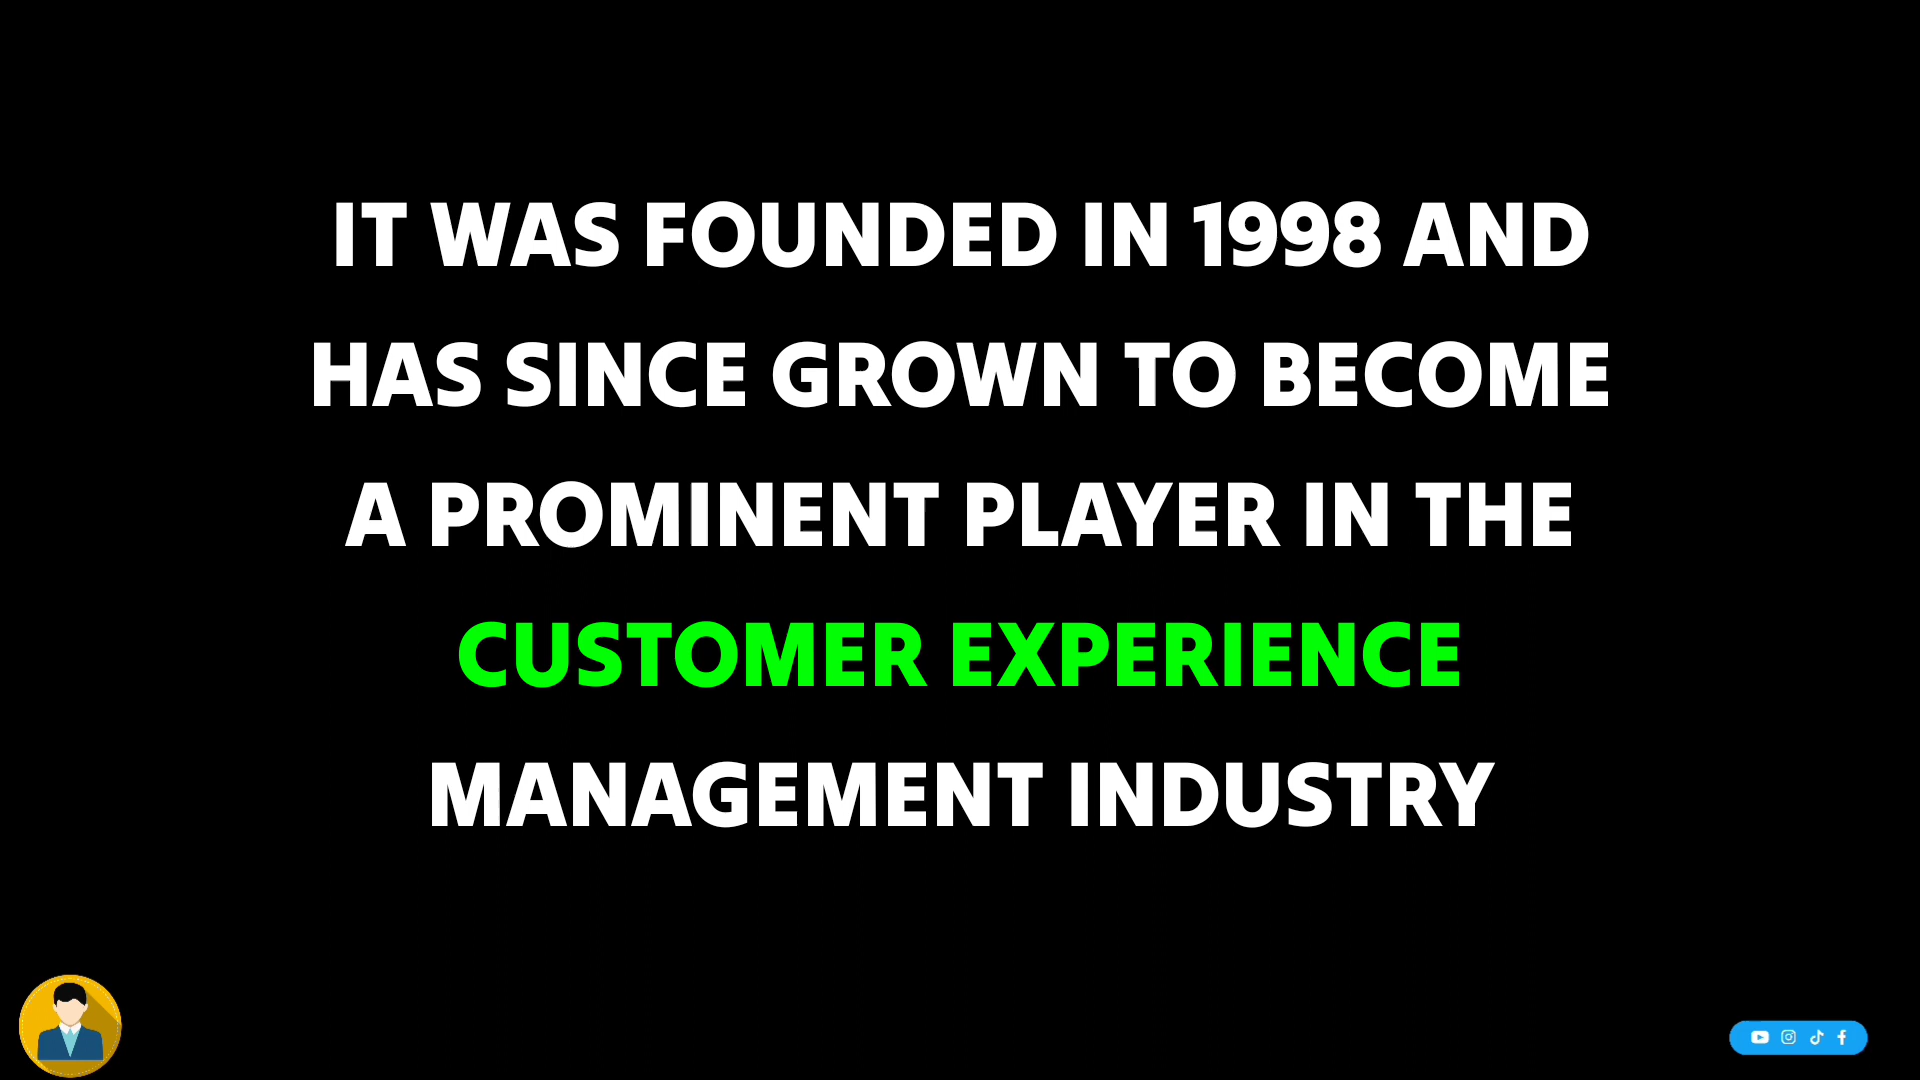 IT WAS FOUNDED IN 1998 AND
HAS SINCE GROWN TO BECOME
A PROMINENT PLAYER IN THE
CUSTOMER EXPERIENCE
MANAGEMENT INDUSTRY